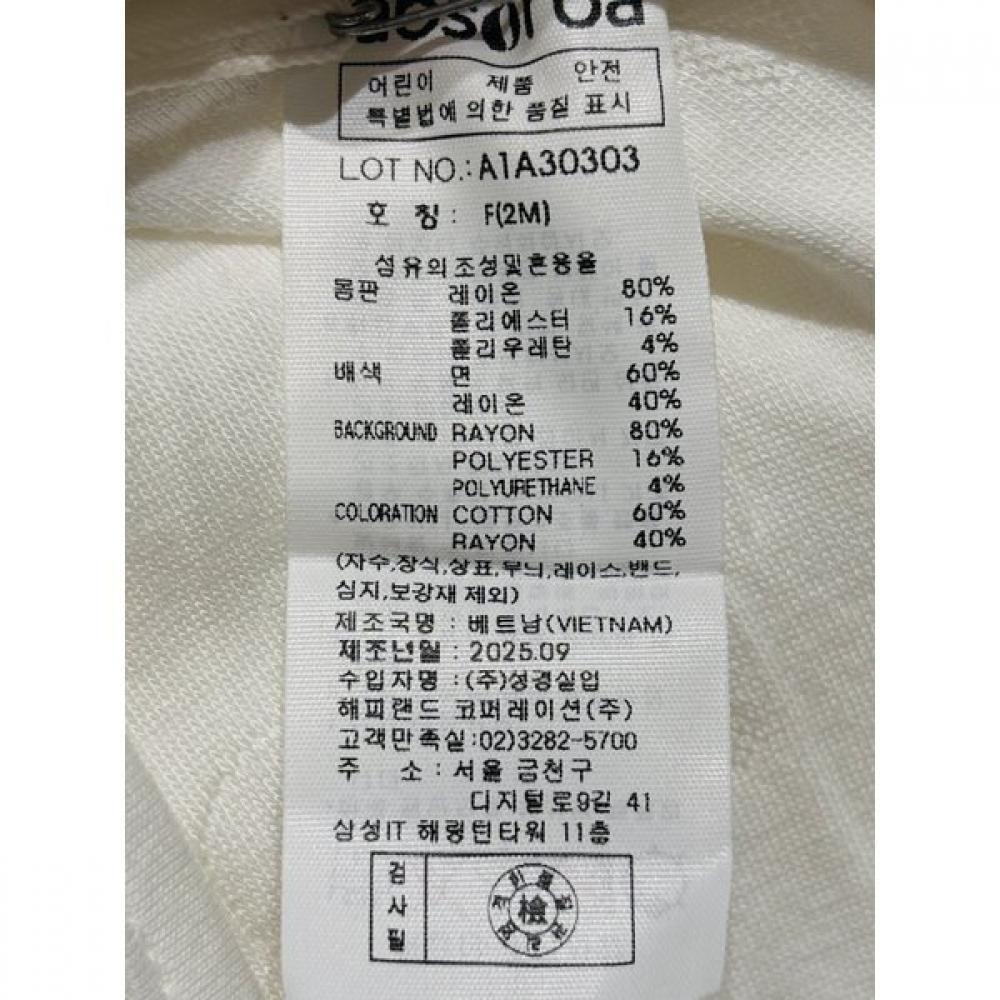 absorba
어린이 제품 안전
특별법에 의한 품질 표시
LOT NO.: A1A30303
호 칭 : F(2M)
섬유의조성및혼용율
몸판 레이온 80%
폴리에스터 16%
폴리우레탄 4%
배색 면 60%
레이온 40%
BACKGROUND RAYON 80%
POLYESTER 16%
POLYURETHANE 4%
COLORATION COTTON 60%
RAYON 40%
(자수,장식,상표,무늬,레이스,밴드,
심지,보강재 제외)
제조국명 : 베트남(VIETNAM)
제조년월 : 2025.09
수입자명 : (주)성경실업
해피랜드 코퍼레이션(주)
고객만족실:02)3282-5700
주 소 : 서울 금천구
디지털로9길 41
삼성IT 해링턴타워 11층
검사필
檢